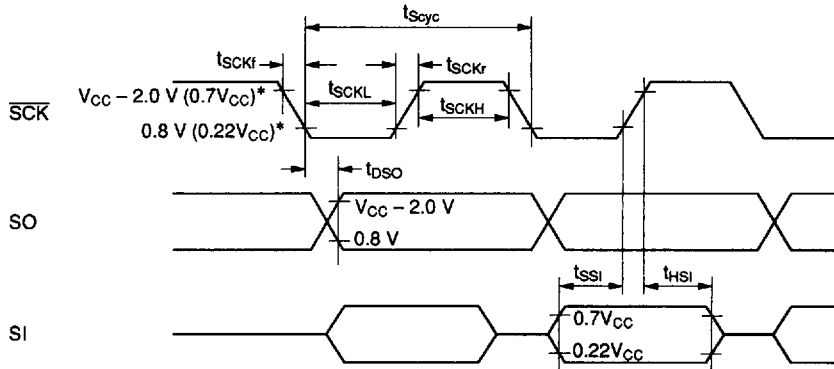 tScyc
tSCKf
tSCKr
tSCKL
tSCKH
VCC – 2.0 V (0.7VCC)*
SCK
0.8 V (0.22VCC)*
tDSO
VCC – 2.0 V
SO
0.8 V
tSSI
tHSI
0.7VCC
SI
0.22VCC